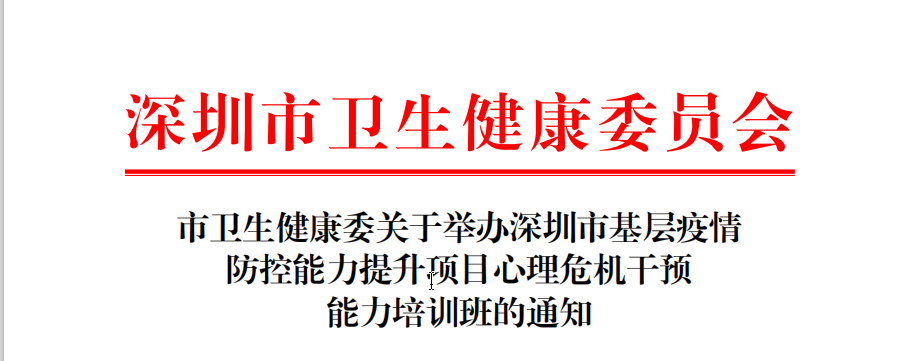 深圳市卫生健康委员会
市卫生健康委关于举办深圳市基层疫情
防控能力提升项目心理危机干预
能力培训班的通知